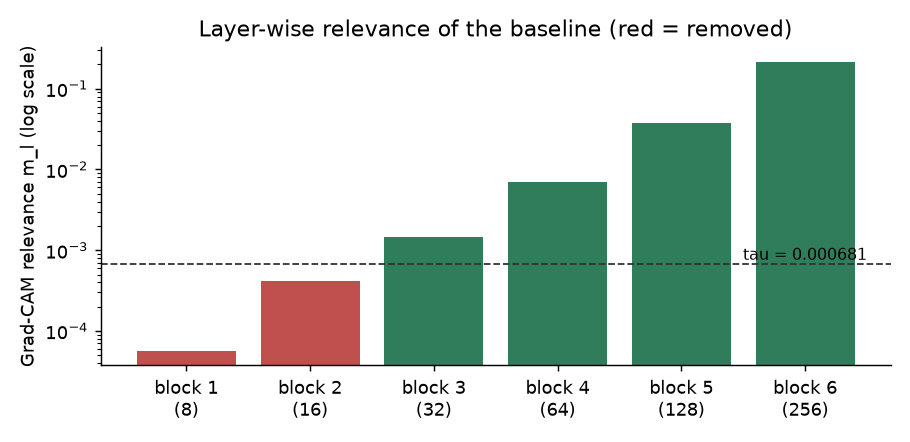 Layer-wise relevance of the baseline (red = removed)
Grad-CAM relevance m_l (log scale)
10⁻¹
10⁻²
10⁻³
10⁻⁴
tau = 0.000681
block 1
(8)
block 2
(16)
block 3
(32)
block 4
(64)
block 5
(128)
block 6
(256)